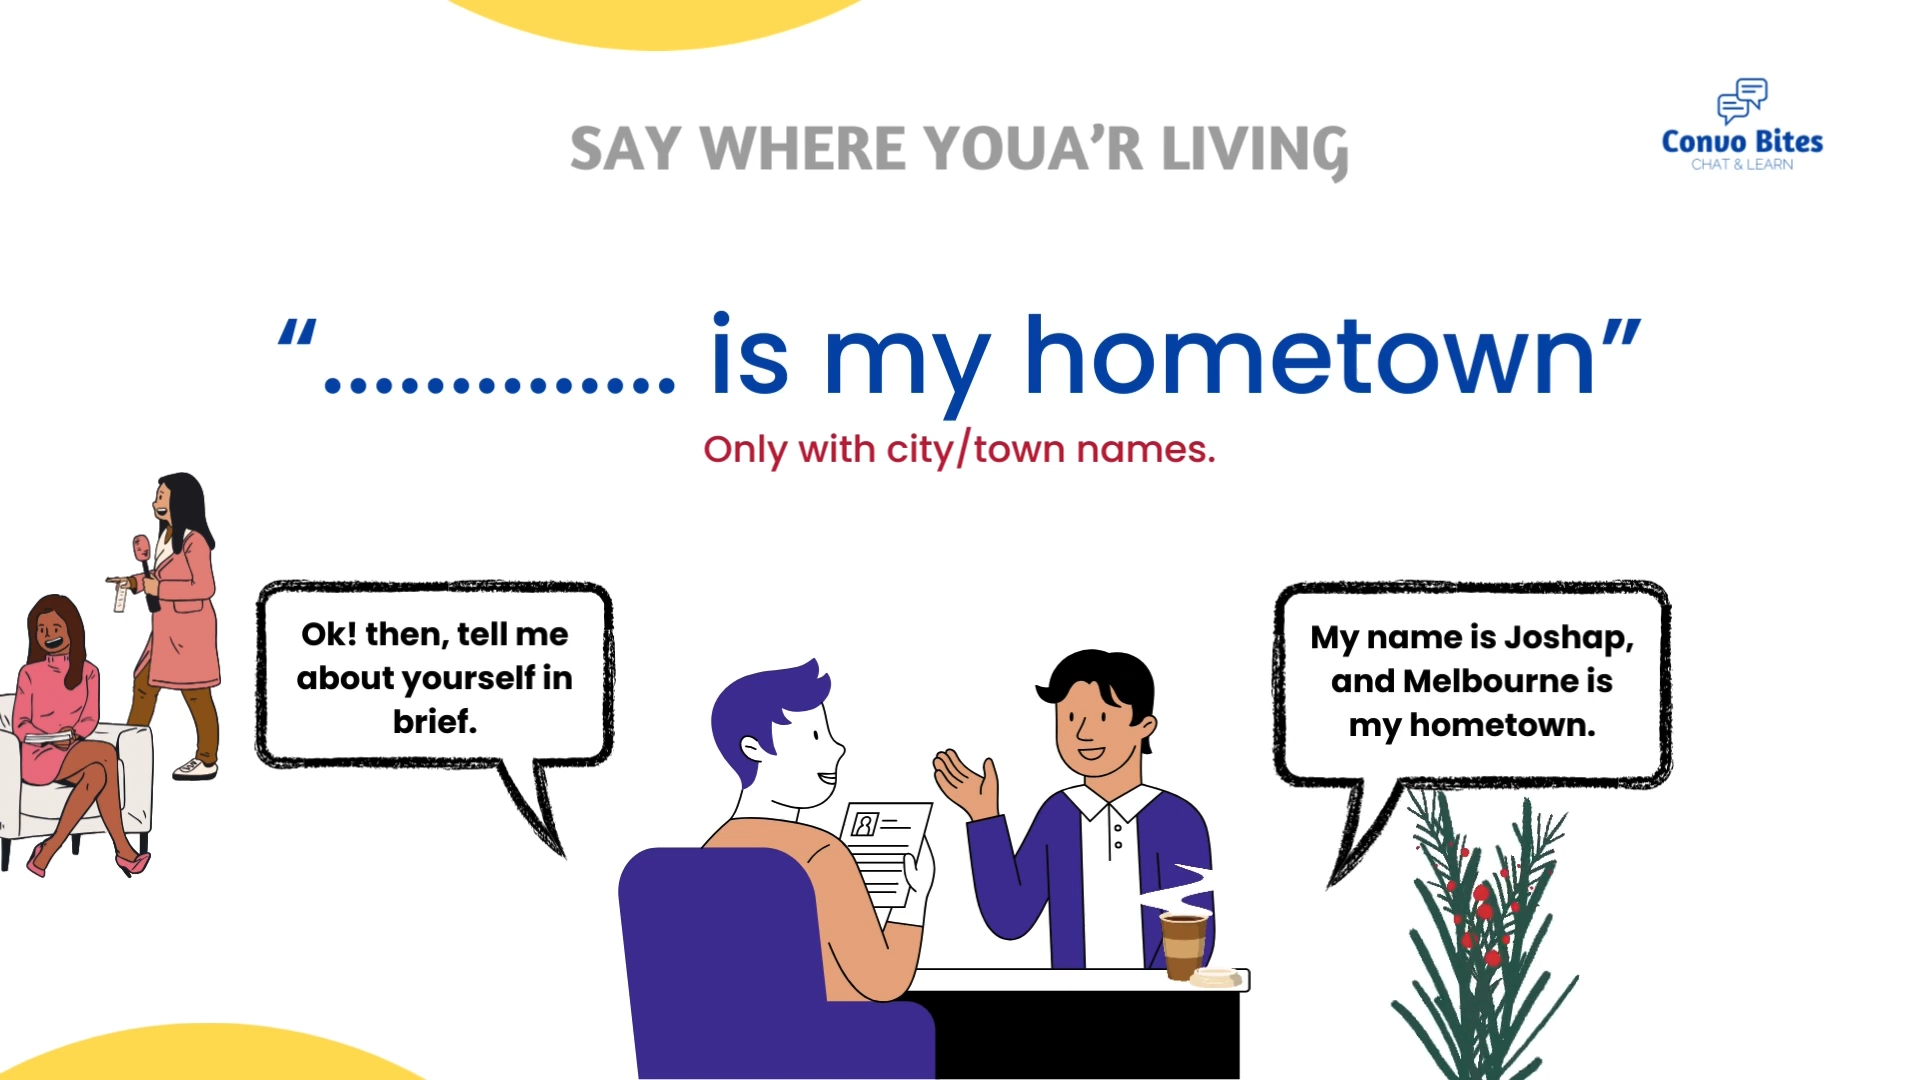 SAY WHERE YOUA’R LIVING
Convo Bites
CHAT & LEARN
“.............. is my hometown”
Only with city/town names.
Ok! then, tell me
about yourself in
brief.
My name is Joshap,
and Melbourne is
my hometown.